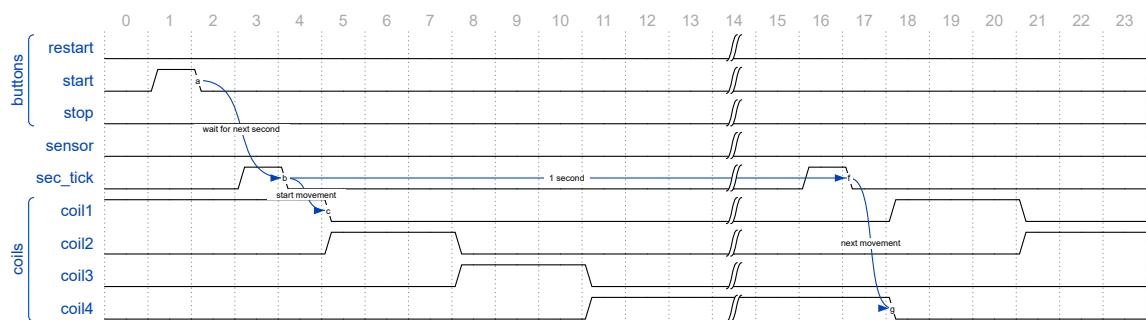 0 1 2 3 4 5 6 7 8 9 10 11 12 13 14 15 16 17 18 19 20 21 22 23
buttons
restart
start
a
stop
wait for next second
sensor
sec_tick
b
1 second
f
start movement
coils
coil1
c
coil2
next movement
coil3
coil4
g